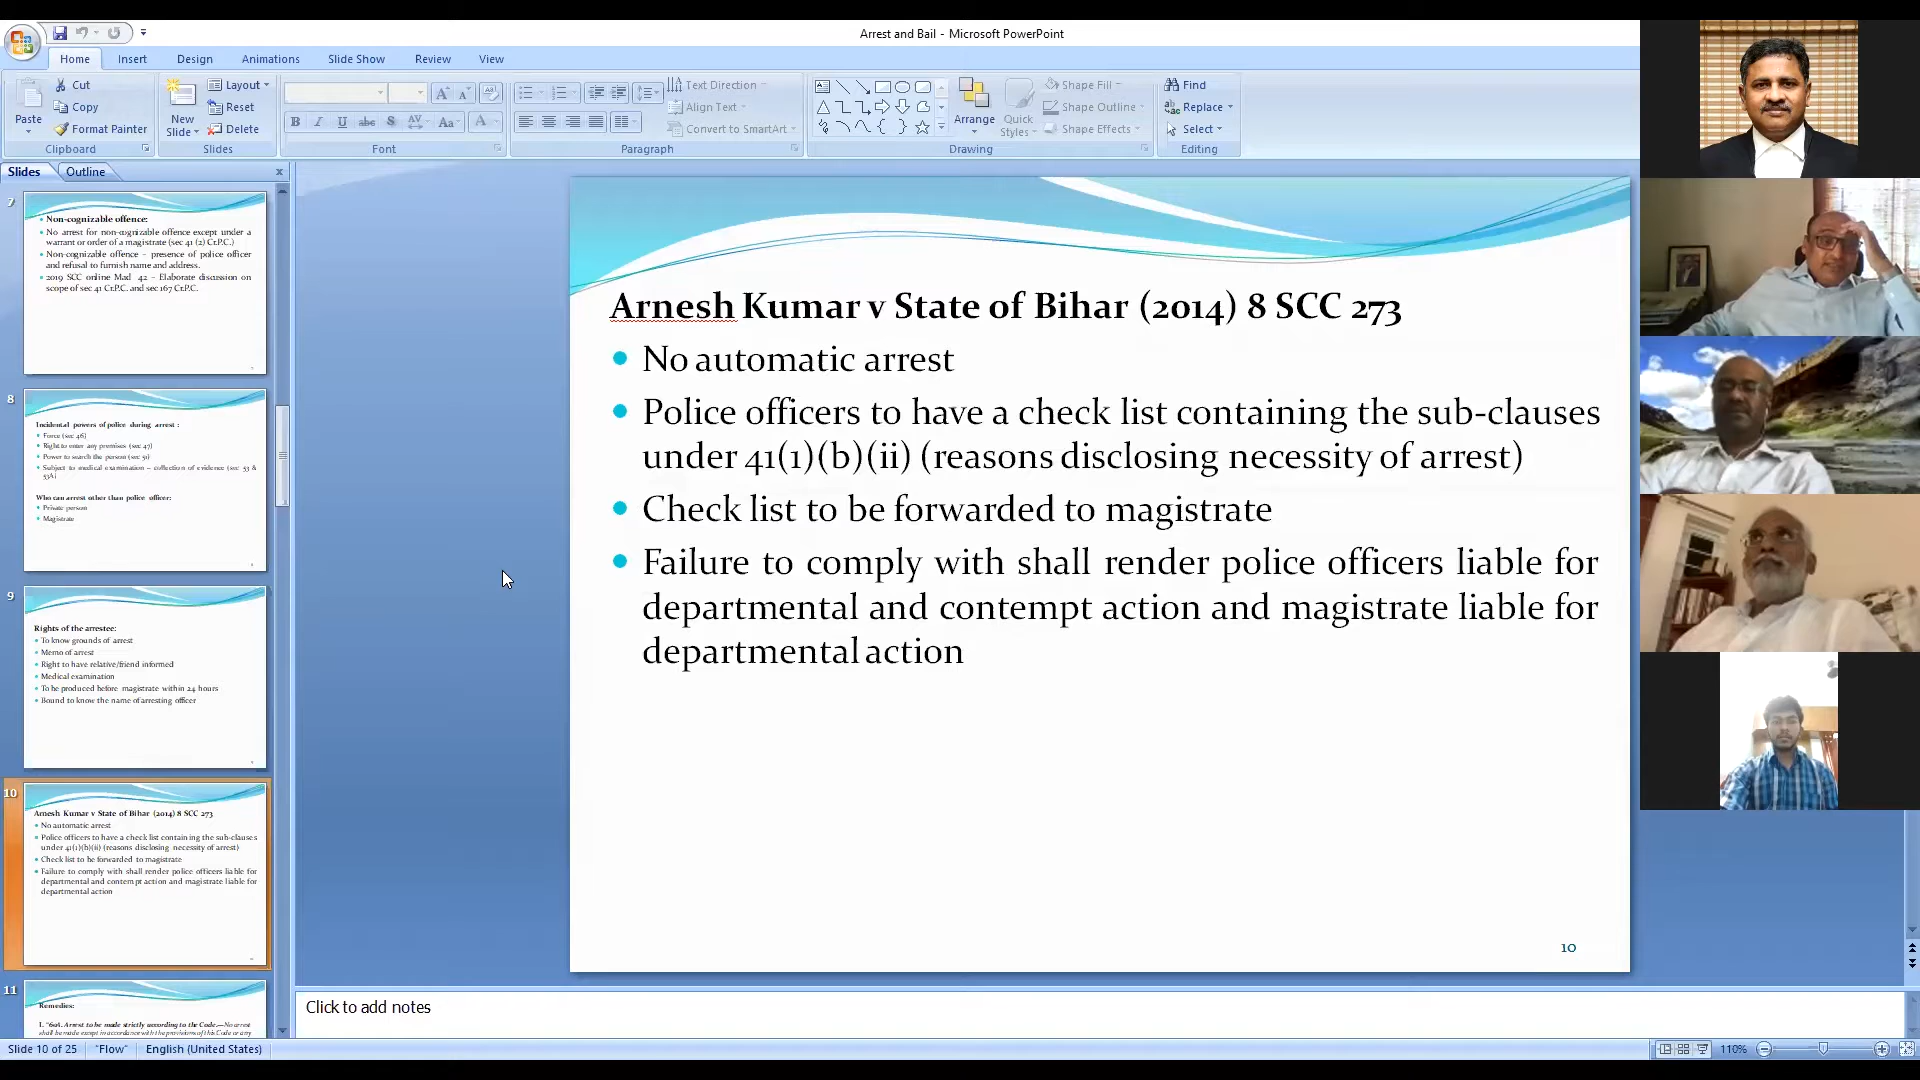 Arrest and Bail - Microsoft PowerPoint
Home Insert Design Animations Slide Show Review View
Paste
Cut
Copy
Format Painter
Clipboard
New Slide
Layout
Reset
Delete
Slides
B I U abc S AV Aa A
Font
Text Direction
Align Text
Convert to SmartArt
Paragraph
Arrange
Quick Styles
Shape Fill
Shape Outline
Shape Effects
Drawing
Find
Replace
Select
Editing
Slides Outline
7
Non-cognizable offence:
No arrest for non-cognizable offence except under a
warrant or order of a magistrate (sec 41 (2) Cr.P.C.)
Non-cognizable offence – presence of police officer
and refusal to furnish name and address.
2019 SCC online Mad 42 – Elaborate discussion on
scope of sec 41 Cr.P.C. and sec 167 Cr.P.C.
8
Incidental powers of police during arrest :
Force (sec 46)
Right to enter any premises (sec 47)
Power to search the person (sec 51)
Subject to medical examination – collection of evidence (sec 53 &
53A)
Who can arrest other than police officer:
Private person
Magistrate
9
Rights of the arrestee:
To know grounds of arrest
Memo of arrest
Right to have relative/friend informed
Medical examination
To be produced before magistrate within 24 hours
Bound to know the name of arresting officer
10
Arnesh Kumar v State of Bihar (2014) 8 SCC 273
No automatic arrest
Police officers to have a check list containing the sub-clauses
under 41(1)(b)(ii) (reasons disclosing necessity of arrest)
Check list to be forwarded to magistrate
Failure to comply with shall render police officers liable for
departmental and contempt action and magistrate liable for
departmental action
11
Remedies:
1. "60A. Arrest to be made strictly according to the Code.—No arrest
shall be made except in accordance with the provisions of this Code or any
Arnesh Kumar v State of Bihar (2014) 8 SCC 273
No automatic arrest
Police officers to have a check list containing the sub-clauses
under 41(1)(b)(ii) (reasons disclosing necessity of arrest)
Check list to be forwarded to magistrate
Failure to comply with shall render police officers liable for
departmental and contempt action and magistrate liable for
departmental action
10
Click to add notes
Slide 10 of 25 "Flow" English (United States) 110%